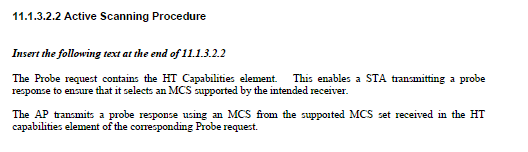 11.1.3.2.2 Active Scanning Procedure
Insert the following text at the end of 11.1.3.2.2
The Probe request contains the HT Capabilities element. This enables a STA transmitting a probe
response to ensure that it selects an MCS supported by the intended receiver.
The AP transmits a probe response using an MCS from the supported MCS set received in the HT
capabilities element of the corresponding Probe request.